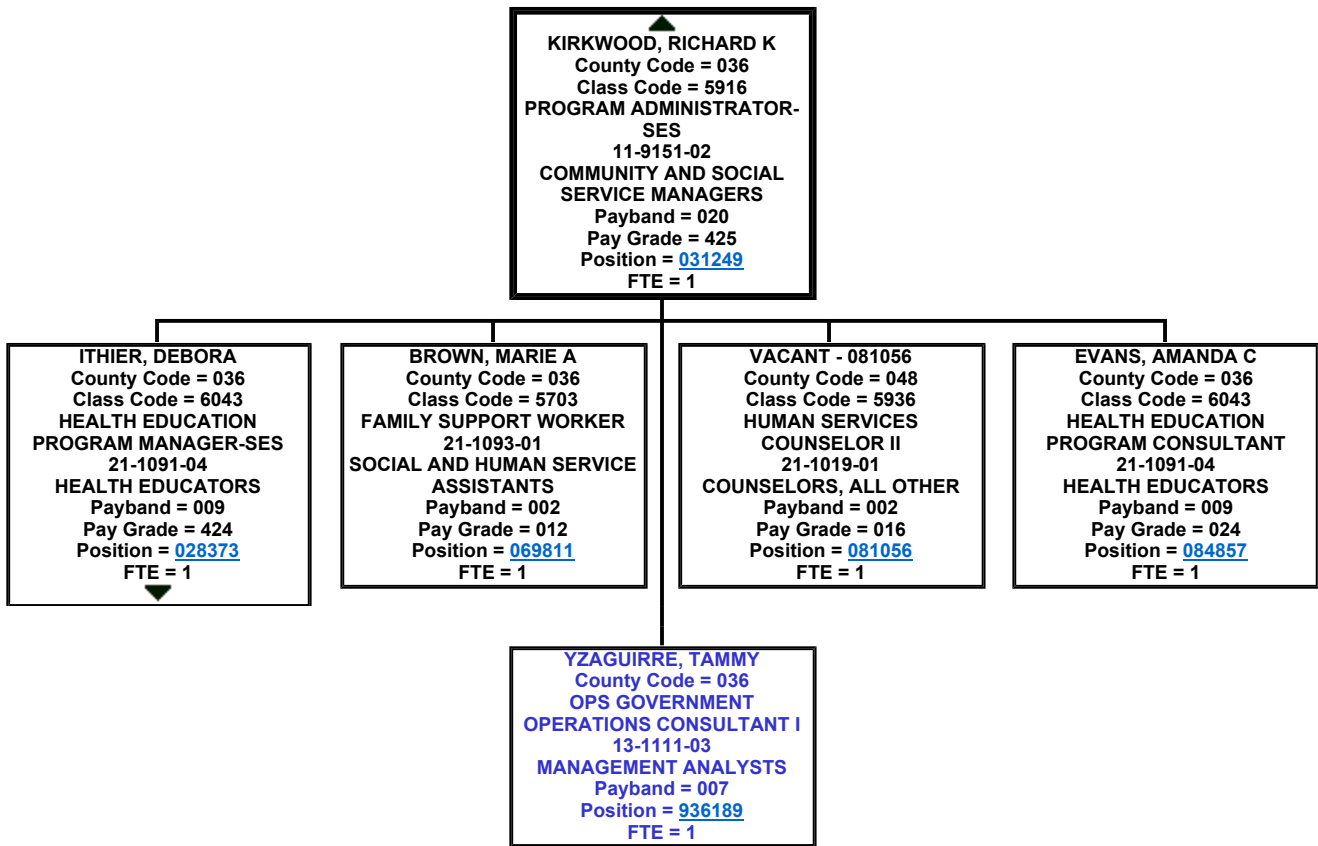 KIRKWOOD, RICHARD K
County Code = 036
Class Code = 5916
PROGRAM ADMINISTRATOR-
SES
11-9151-02
COMMUNITY AND SOCIAL
SERVICE MANAGERS
Payband = 020
Pay Grade = 425
Position = 031249
FTE = 1
ITHIER, DEBORA
County Code = 036
Class Code = 6043
HEALTH EDUCATION
PROGRAM MANAGER-SES
21-1091-04
HEALTH EDUCATORS
Payband = 009
Pay Grade = 424
Position = 028373
FTE = 1
BROWN, MARIE A
County Code = 036
Class Code = 5703
FAMILY SUPPORT WORKER
21-1093-01
SOCIAL AND HUMAN SERVICE
ASSISTANTS
Payband = 002
Pay Grade = 012
Position = 069811
FTE = 1
VACANT - 081056
County Code = 048
Class Code = 5936
HUMAN SERVICES
COUNSELOR II
21-1019-01
COUNSELORS, ALL OTHER
Payband = 002
Pay Grade = 016
Position = 081056
FTE = 1
EVANS, AMANDA C
County Code = 036
Class Code = 6043
HEALTH EDUCATION
PROGRAM CONSULTANT
21-1091-04
HEALTH EDUCATORS
Payband = 009
Pay Grade = 024
Position = 084857
FTE = 1
YZAGUIRRE, TAMMY
County Code = 036
OPS GOVERNMENT
OPERATIONS CONSULTANT I
13-1111-03
MANAGEMENT ANALYSTS
Payband = 007
Position = 936189
FTE = 1